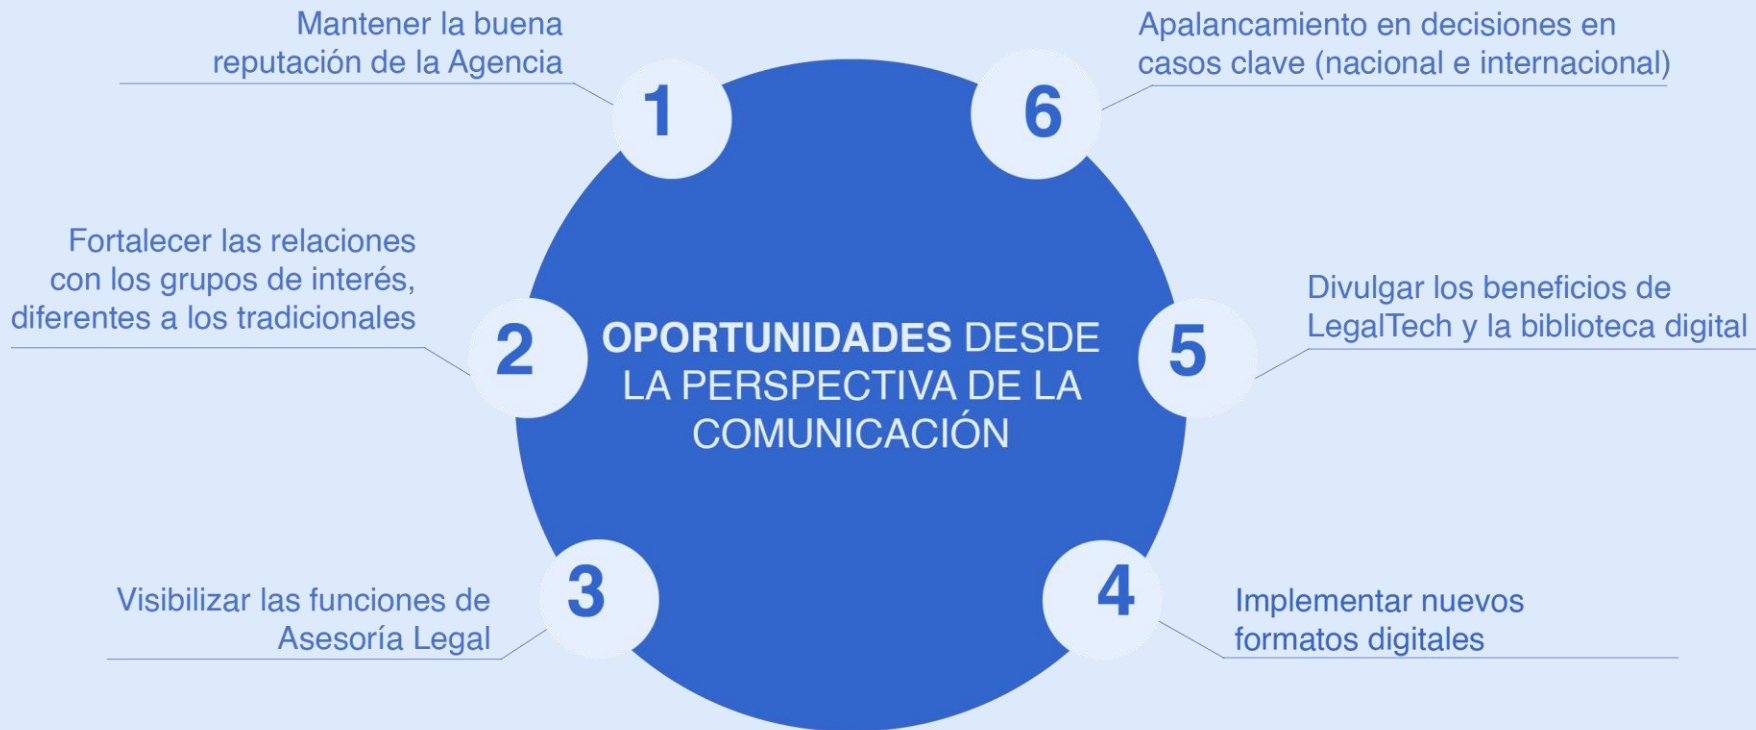 Mantener la buena
reputación de la Agencia
1
Fortalecer las relaciones
con los grupos de interés,
diferentes a los tradicionales
2
Visibilizar las funciones de
Asesoría Legal
3
OPORTUNIDADES DESDE
LA PERSPECTIVA DE LA
COMUNICACIÓN
4
Implementar nuevos
formatos digitales
5
Divulgar los beneficios de
LegalTech y la biblioteca digital
6
Apalancamiento en decisiones en
casos clave (nacional e internacional)